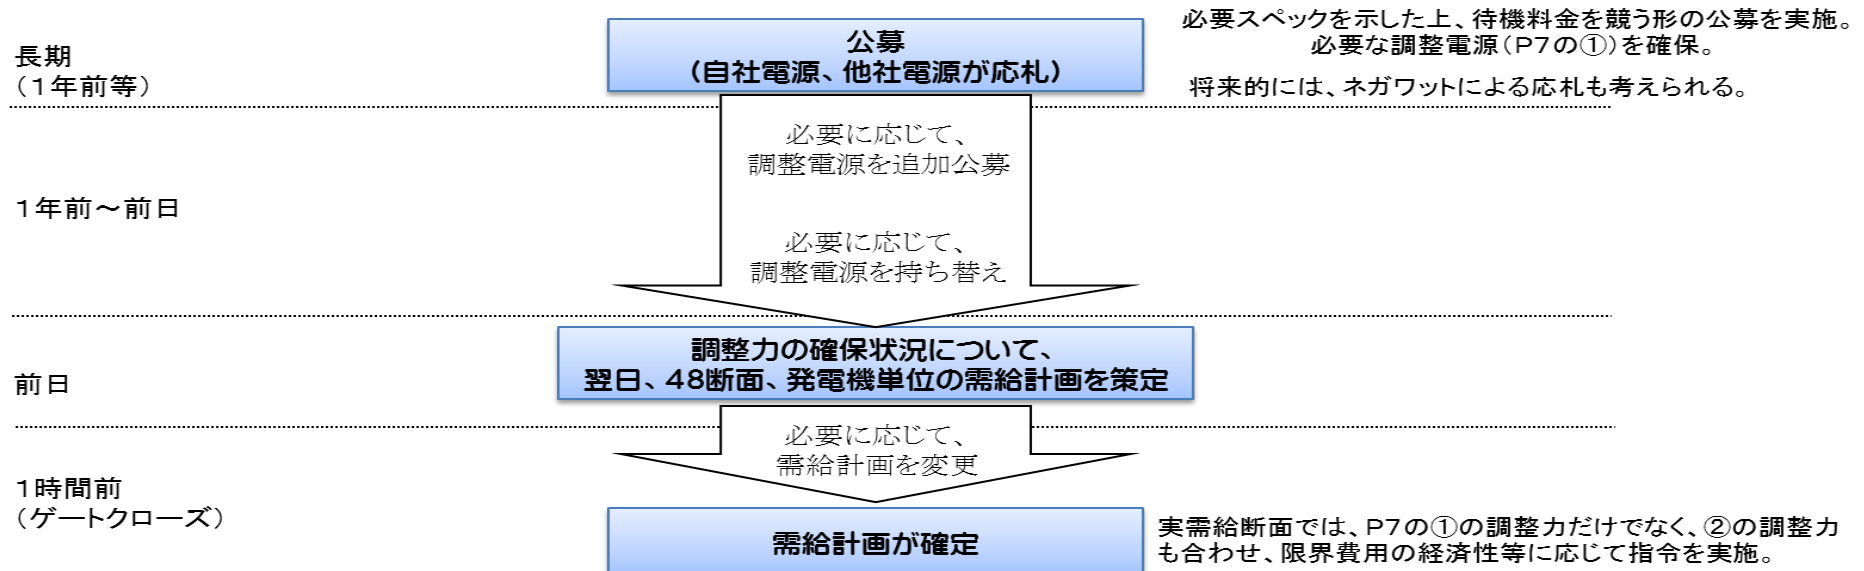 必要スペックを示した上、待機料金を競う形の公募を実施。
必要な調整電源(P7の①)を確保。
将来的には、ネガワットによる応札も考えられる。
長期
(1年前等)
公募
(自社電源、他社電源が応札)
必要に応じて、
調整電源を追加公募
1年前～前日
必要に応じて、
調整電源を持ち替え
調整力の確保状況について、
翌日、48断面、発電機単位の需給計画を策定
前日
必要に応じて、
需給計画を変更
1時間前
(ゲートクローズ)
需給計画が確定
実需給断面では、P7の①の調整力だけでなく、②の調整力
も合わせ、限界費用の経済性等に応じて指令を実施。